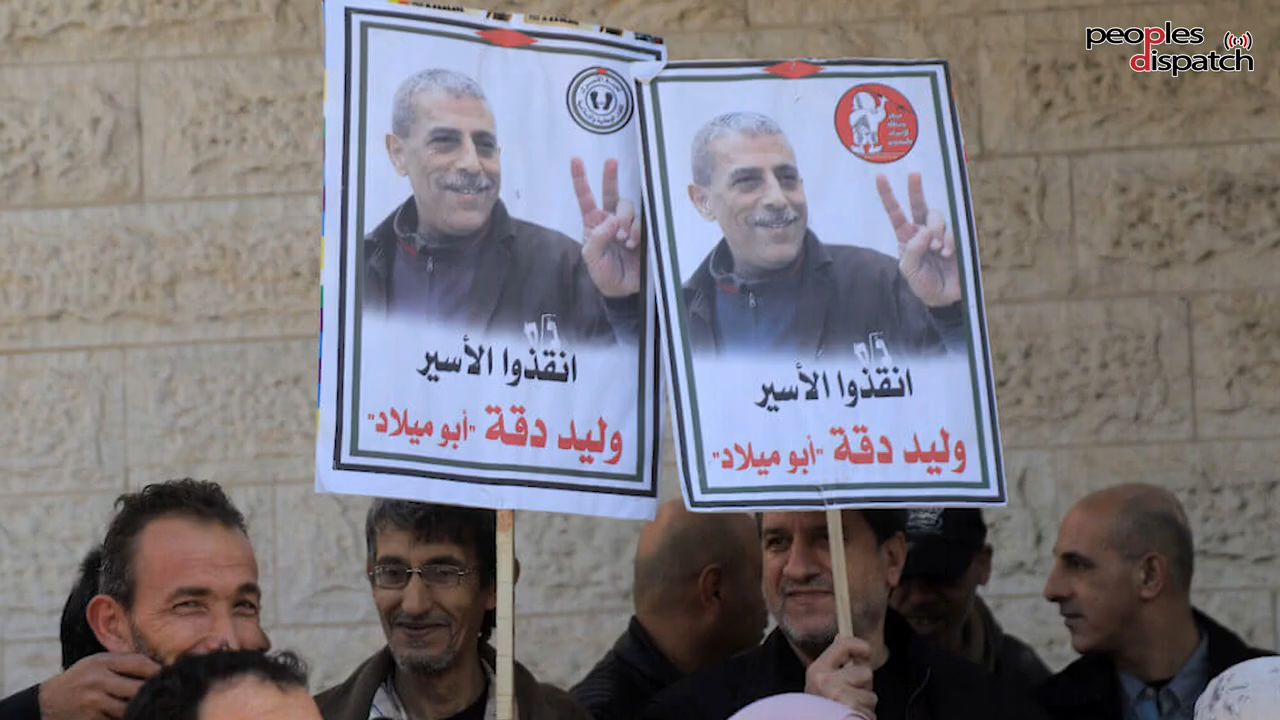 peoples
dispatch
انقذوا الأسير
وليد دقة "أبو ميلاد"
انقذوا الأسير
وليد دقة "أبو ميلاد"